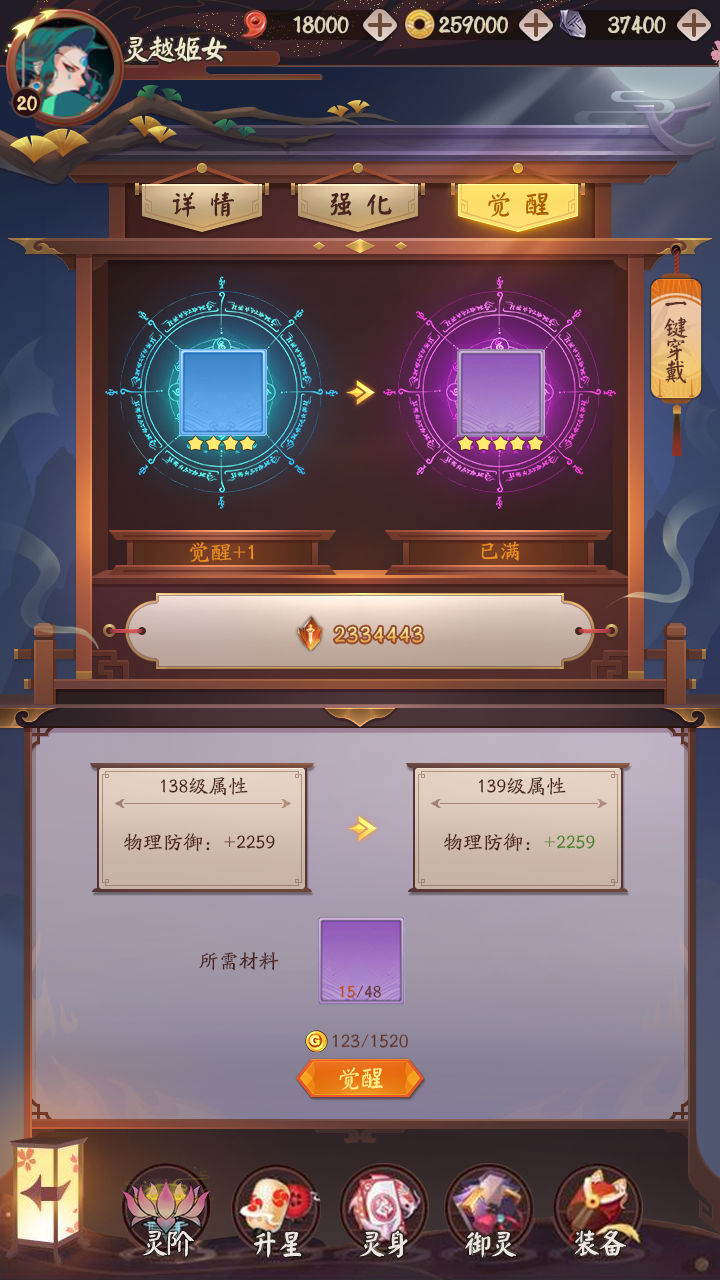 18000
259000
37400
灵越姬女
20
详情
强化
觉醒
一键穿戴
觉醒+1
已满
2334443
138级属性
139级属性
物理防御：+2259
物理防御：+2259
所需材料
15/48
G 123/1520
觉醒
灵阶
升星
灵身
御灵
装备